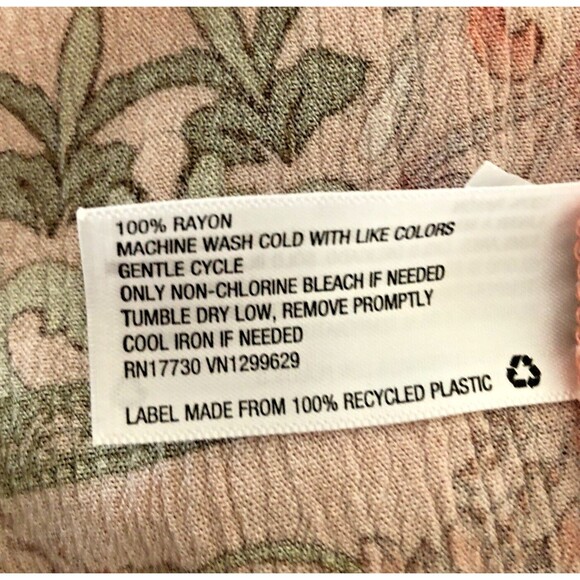 100% RAYON
MACHINE WASH COLD WITH LIKE COLORS
GENTLE CYCLE
ONLY NON-CHLORINE BLEACH IF NEEDED
TUMBLE DRY LOW, REMOVE PROMPTLY
COOL IRON IF NEEDED
RN17730 VN1299629
LABEL MADE FROM 100% RECYCLED PLASTIC